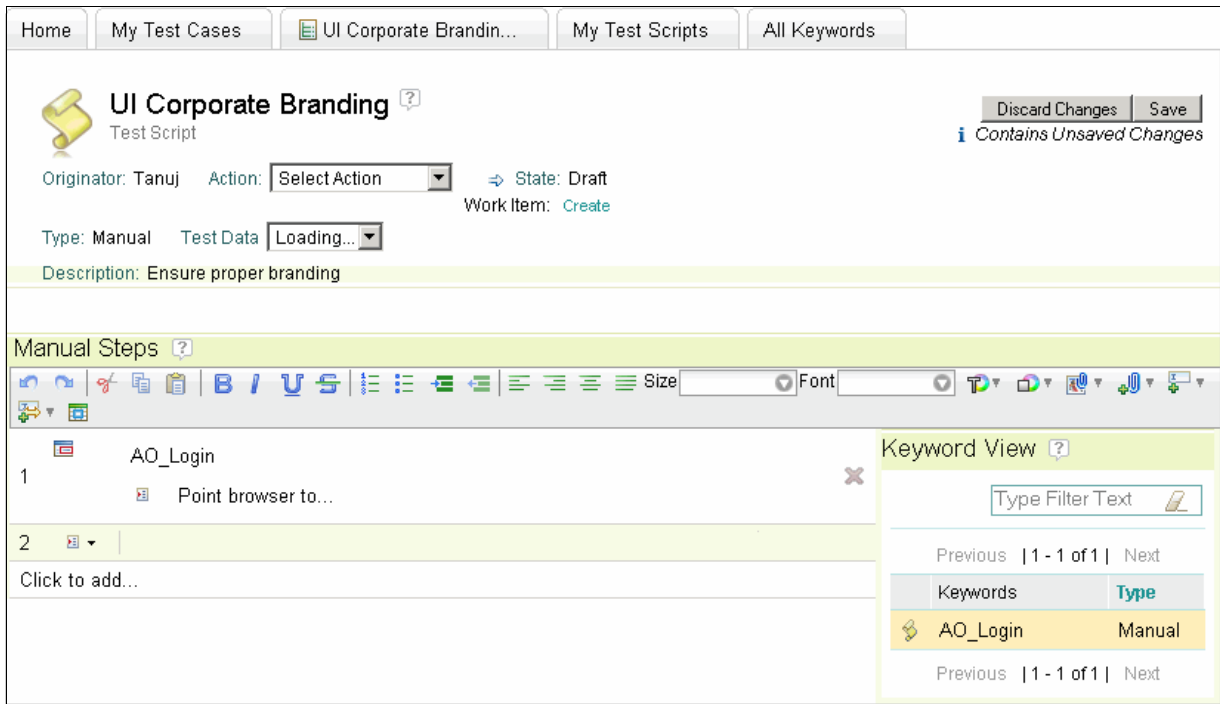 Home My Test Cases UI Corporate Brandin... My Test Scripts All Keywords
UI Corporate Branding ?
Test Script
Discard Changes Save
i Contains Unsaved Changes
Originator: Tanuj Action: Select Action State: Draft
Work Item: Create
Type: Manual Test Data Loading...
Description: Ensure proper branding
Manual Steps ?
B I U S Size Font
1 AO_Login
Point browser to...
2
Click to add...
Keyword View ?
Type Filter Text
Previous | 1 - 1 of 1 | Next
Keywords Type
AO_Login Manual
Previous | 1 - 1 of 1 | Next